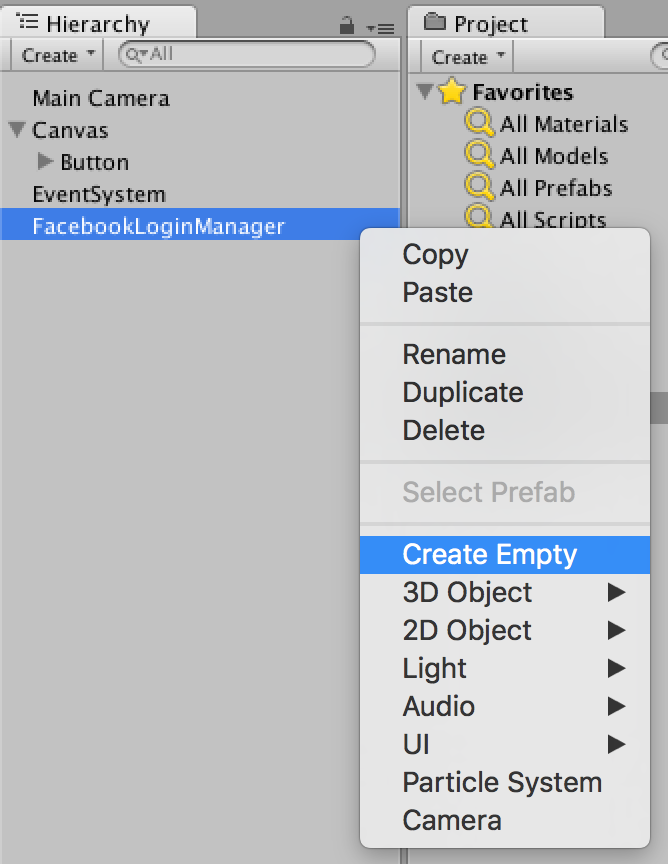 Hierarchy
Create
All
Main Camera
Canvas
Button
EventSystem
FacebookLoginManager
Project
Create
Favorites
All Materials
All Models
All Prefabs
All Scripts
Copy
Paste
Rename
Duplicate
Delete
Select Prefab
Create Empty
3D Object
2D Object
Light
Audio
UI
Particle System
Camera